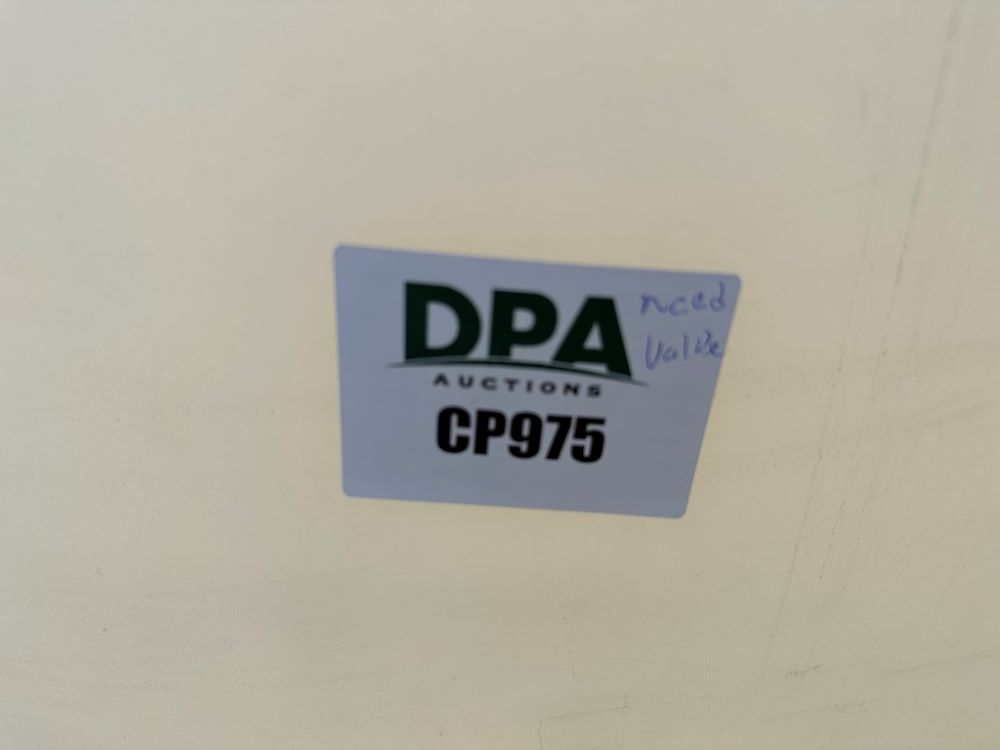 DPA
AUCTIONS
CP975
need
Valve